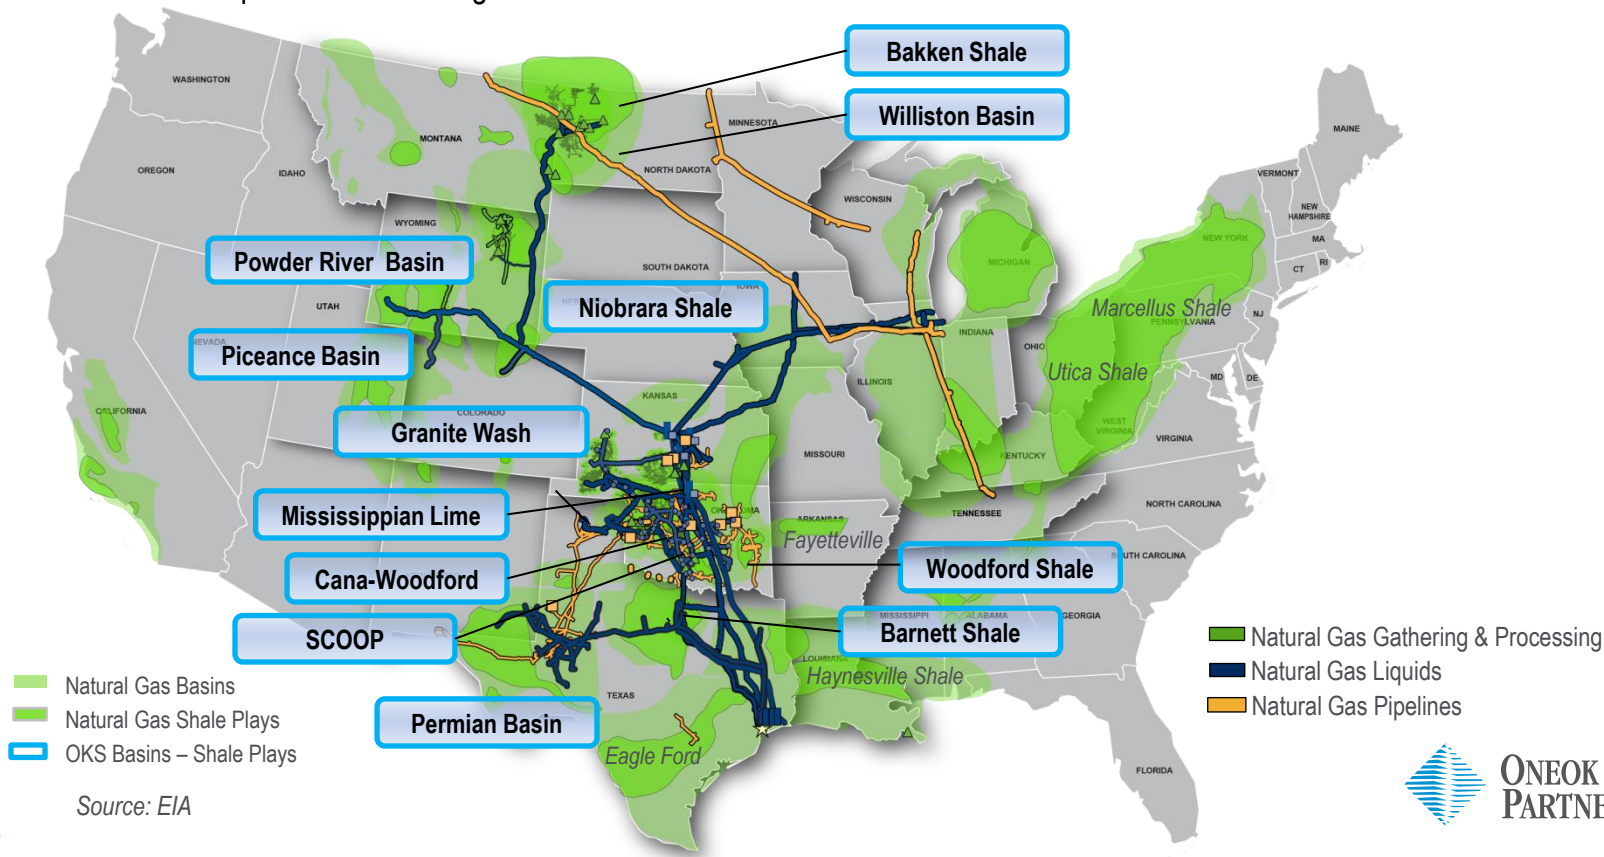 Bakken Shale
WASHINGTON
Williston Basin
MINNESOTA
MAINE
MONTANA
OREGON
IDAHO
NORTH DAKOTA
VERMONT
WISCONSIN
NEW
HAMPSHIRE
WYOMING
NEW YORK
MA
Powder River Basin
SOUTH DAKOTA
MICHIGAN
CT
RI
IOWA
UTAH
Niobrara Shale
Marcellus Shale
PENNSYLVANIA
NJ
INDIANA
NEVADA
OHIO
Piceance Basin
Utica Shale
MD
DE
ILLINOIS
KANSAS
CALIFORNIA
COLORADO
WEST
VIRGINIA
Granite Wash
VIRGINIA
MISSOURI
KENTUCKY
NORTH CAROLINA
Mississippian Lime
OKLAHOMA
ARKANSAS
TENNESSEE
Fayetteville
SOUTH CAROLINA
Cana-Woodford
Woodford Shale
MISSISSIPPI
ALABAMA
GEORGIA
SCOOP
Barnett Shale
Natural Gas Gathering & Processing
LOUISIANA
Haynesville Shale
Natural Gas Liquids
Natural Gas Basins
TEXAS
Natural Gas Pipelines
Natural Gas Shale Plays
Permian Basin
OKS Basins – Shale Plays
Eagle Ford
FLORIDA
ONEOK
PARTNE
Source: EIA